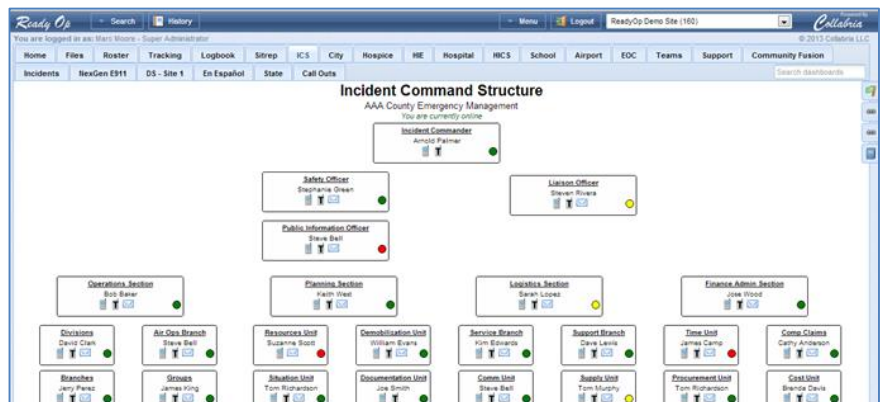 Ready Op
Search
History
Menu
Logout
ReadyOp Demo Site (160)
Powered By
Collabria
You are logged in as: Marc Moore - Super Administrator
© 2013 Collabria LLC
Home Files Roster Tracking Logbook Sitrep ICS City Hospice HIE Hospital HICS School Airport EOC Teams Support Community Fusion
Incidents NexGen E911 DS - Site 1 En Español State Call Outs
Search dashboards
Incident Command Structure
AAA County Emergency Management
You are currently online
Incident Commander
Arnold Palmer
T
Safety Officer
Stephanie Green
T
Liaison Officer
Steven Rivera
T
Public Information Officer
Steve Bell
T
Operations Section
Bob Baker
T
Planning Section
Keith West
T
Logistics Section
Sarah Lopez
T
Finance Admin Section
Jose Wood
T
Divisions
David Clark
T
Air Ops Branch
Steve Bell
T
Resources Unit
Suzanne Scott
T
Demobilization Unit
William Evans
T
Service Branch
Kim Edwards
T
Support Branch
Dave Lewis
T
Time Unit
James Camp
T
Comp Claims
Cathy Anderson
T
Branches
Jerry Perez
T
Groups
James King
T
Situation Unit
Tom Richardson
T
Documentation Unit
Joe Smith
T
Comm Unit
Steve Bell
T
Supply Unit
Tom Murphy
T
Procurement Unit
Tom Richardson
T
Cost Unit
Brenda Davis
T